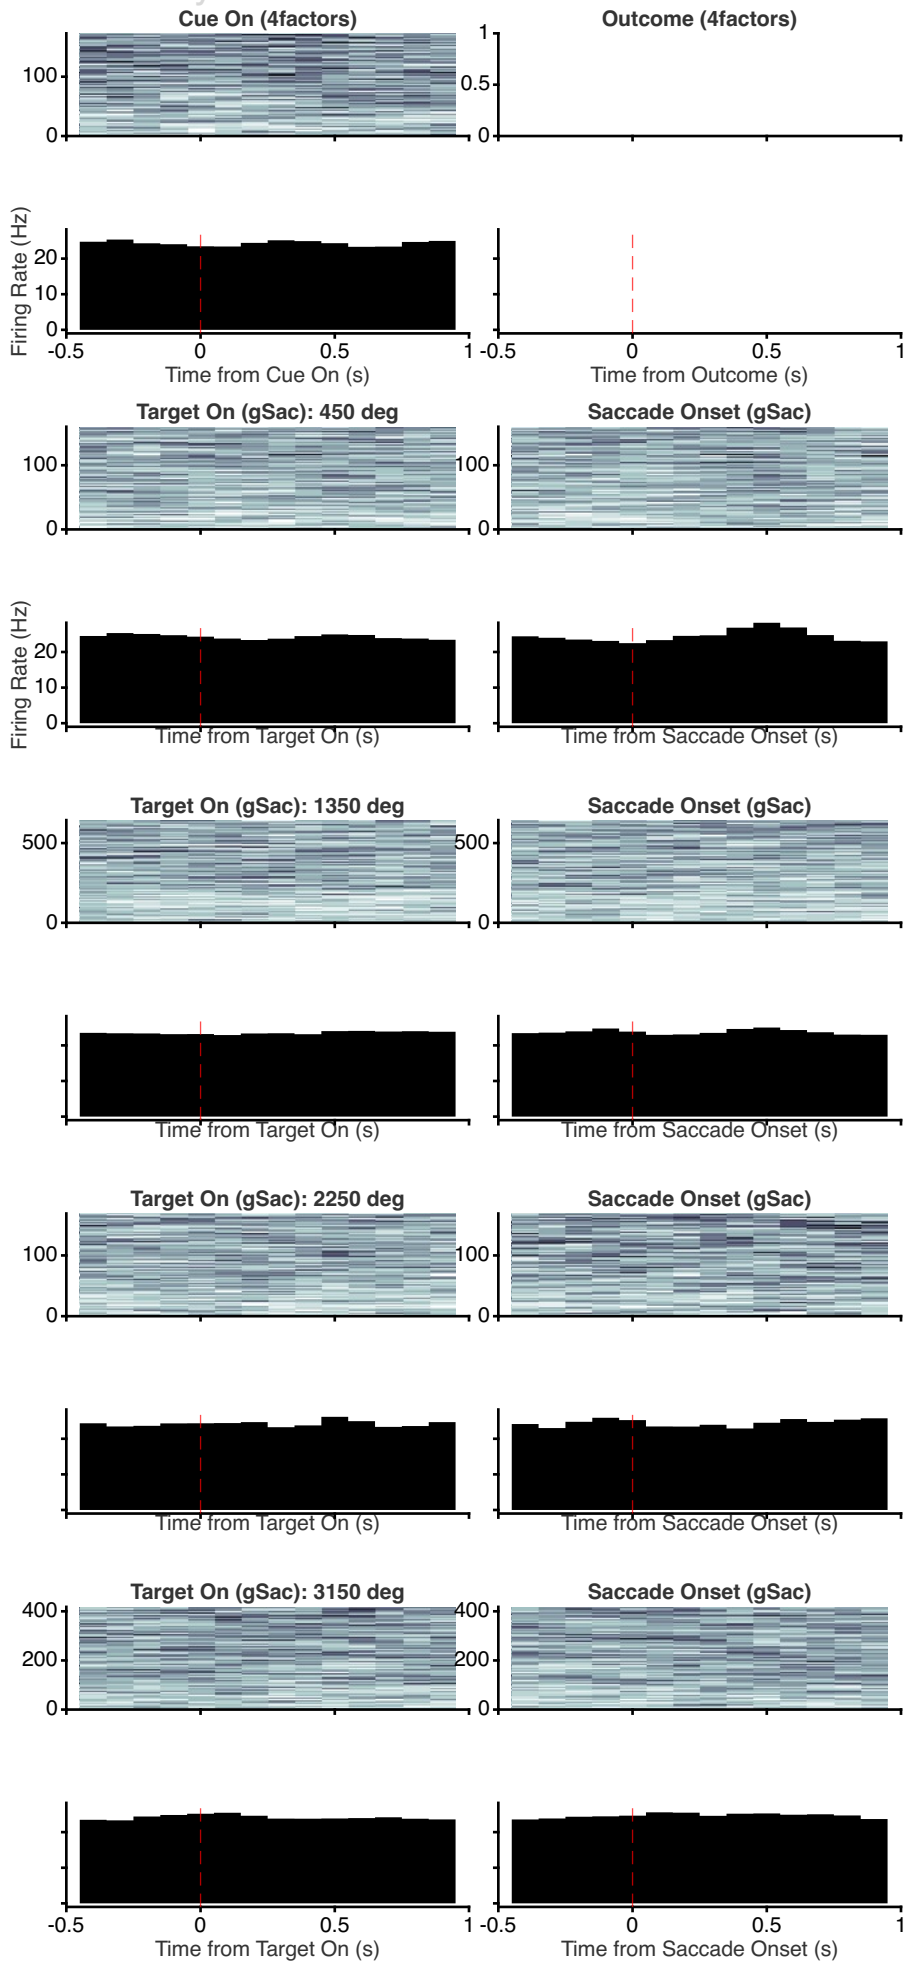 Cue On (4factors)
Outcome (4factors)
100
0
1
0.5
0
Firing Rate (Hz)
20
10
0
-0.5 0 0.5 1
-0.5 0 0.5 1
Time from Cue On (s)
Time from Outcome (s)
Target On (gSac): 450 deg
Saccade Onset (gSac)
100
0
100
0
Firing Rate (Hz)
20
10
0
Time from Target On (s)
Time from Saccade Onset (s)
Target On (gSac): 1350 deg
Saccade Onset (gSac)
500
0
500
0
Time from Target On (s)
Time from Saccade Onset (s)
Target On (gSac): 2250 deg
Saccade Onset (gSac)
100
0
100
0
Time from Target On (s)
Time from Saccade Onset (s)
Target On (gSac): 3150 deg
Saccade Onset (gSac)
400
200
0
400
200
0
-0.5 0 0.5 1
-0.5 0 0.5 1
Time from Target On (s)
Time from Saccade Onset (s)